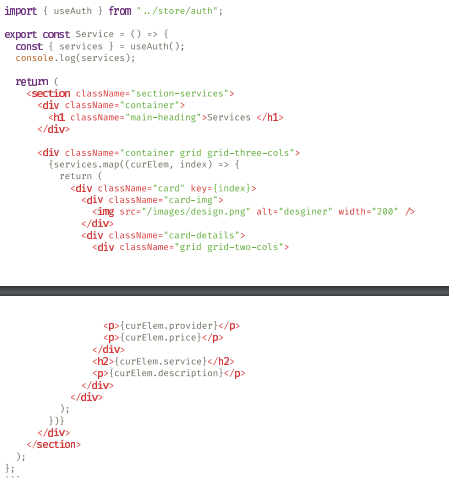 import { useAuth } from "../store/auth";
export const Service = () => {
const { services } = useAuth();
console.log(services);
return (
<section className="section-services">
<div className="container">
<h1 className="main-heading">Services </h1>
</div>
<div className="container grid grid-three-cols">
{services.map((curElem, index) => {
return (
<div className="card" key={index}>
<div className="card-img">
<img src="/images/design.png" alt="desginer" width="200" />
</div>
<div className="card-details">
<div className="grid grid-two-cols">
<p>{curElem.provider}</p>
<p>{curElem.price}</p>
</div>
<h2>{curElem.service}</h2>
<p>{curElem.description}</p>
</div>
</div>
);
})}
</div>
</section>
);
};